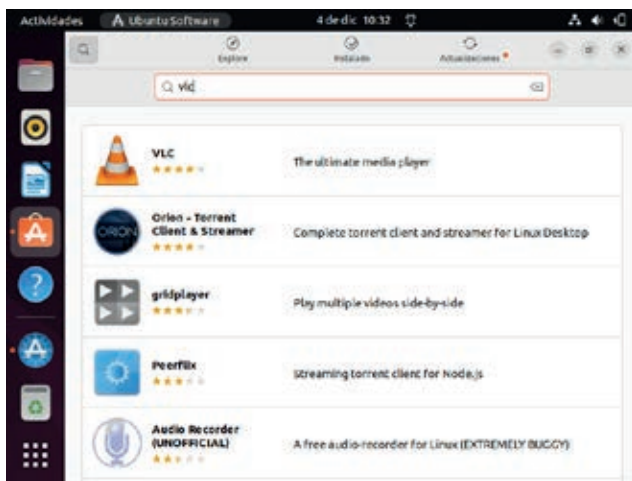 Actividades Ubuntu Software 4 de dic 10:32
Explore Instalado Actualizaciones
vlc
VLC
The ultimate media player
Orion - Torrent
Client & Streamer
Complete torrent client and streamer for Linux Desktop
ORION
gridplayer
Play multiple videos side-by-side
Peerflix
Streaming torrent client for Node.js
Audio Recorder
(UNOFFICIAL)
A free audio-recorder for Linux (EXTREMELY BUGGY)